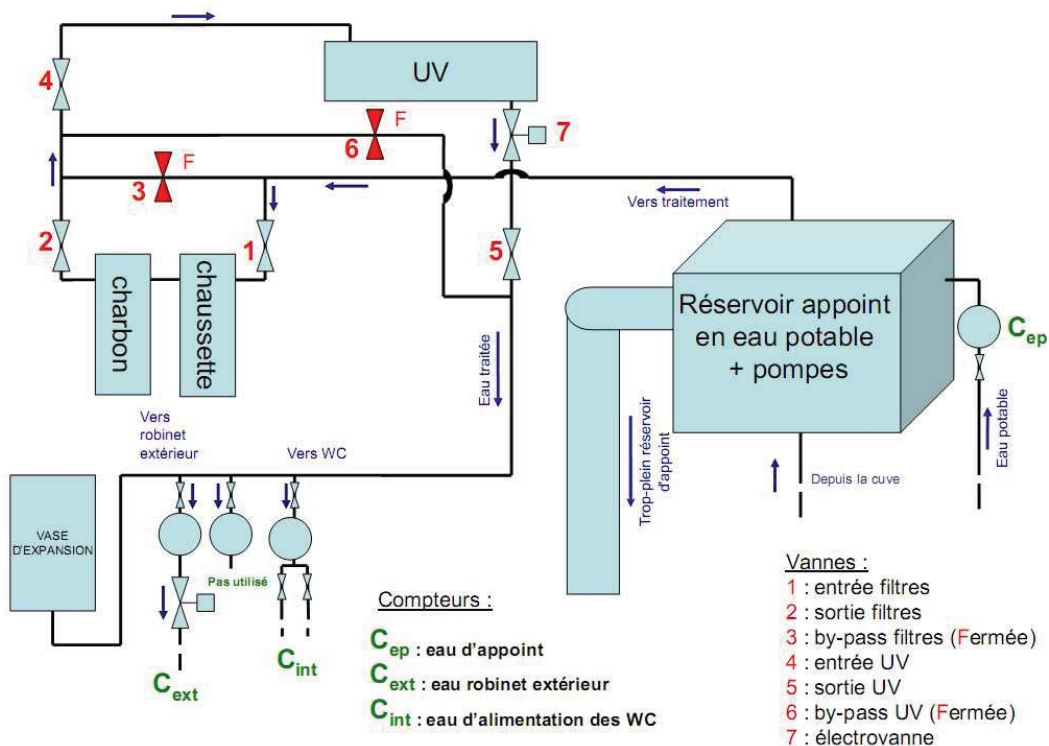 4
UV
F
6
7
F
3
Vers traitement
2
1
5
charbon
chaussette
Réservoir appoint
en eau potable
+ pompes
Cep
Eau traitée
Trop-plein réservoir
d'appoint
Eau potable
Depuis la cuve
Vers
robinet
extérieur
Vers WC
VASE
D'EXPANSION
Pas utilisé
Cext
Cint
Compteurs :
Cep : eau d'appoint
Cext : eau robinet extérieur
Cint : eau d'alimentation des WC
Vannes :
1 : entrée filtres
2 : sortie filtres
3 : by-pass filtres (Fermée)
4 : entrée UV
5 : sortie UV
6 : by-pass UV (Fermée)
7 : électrovanne